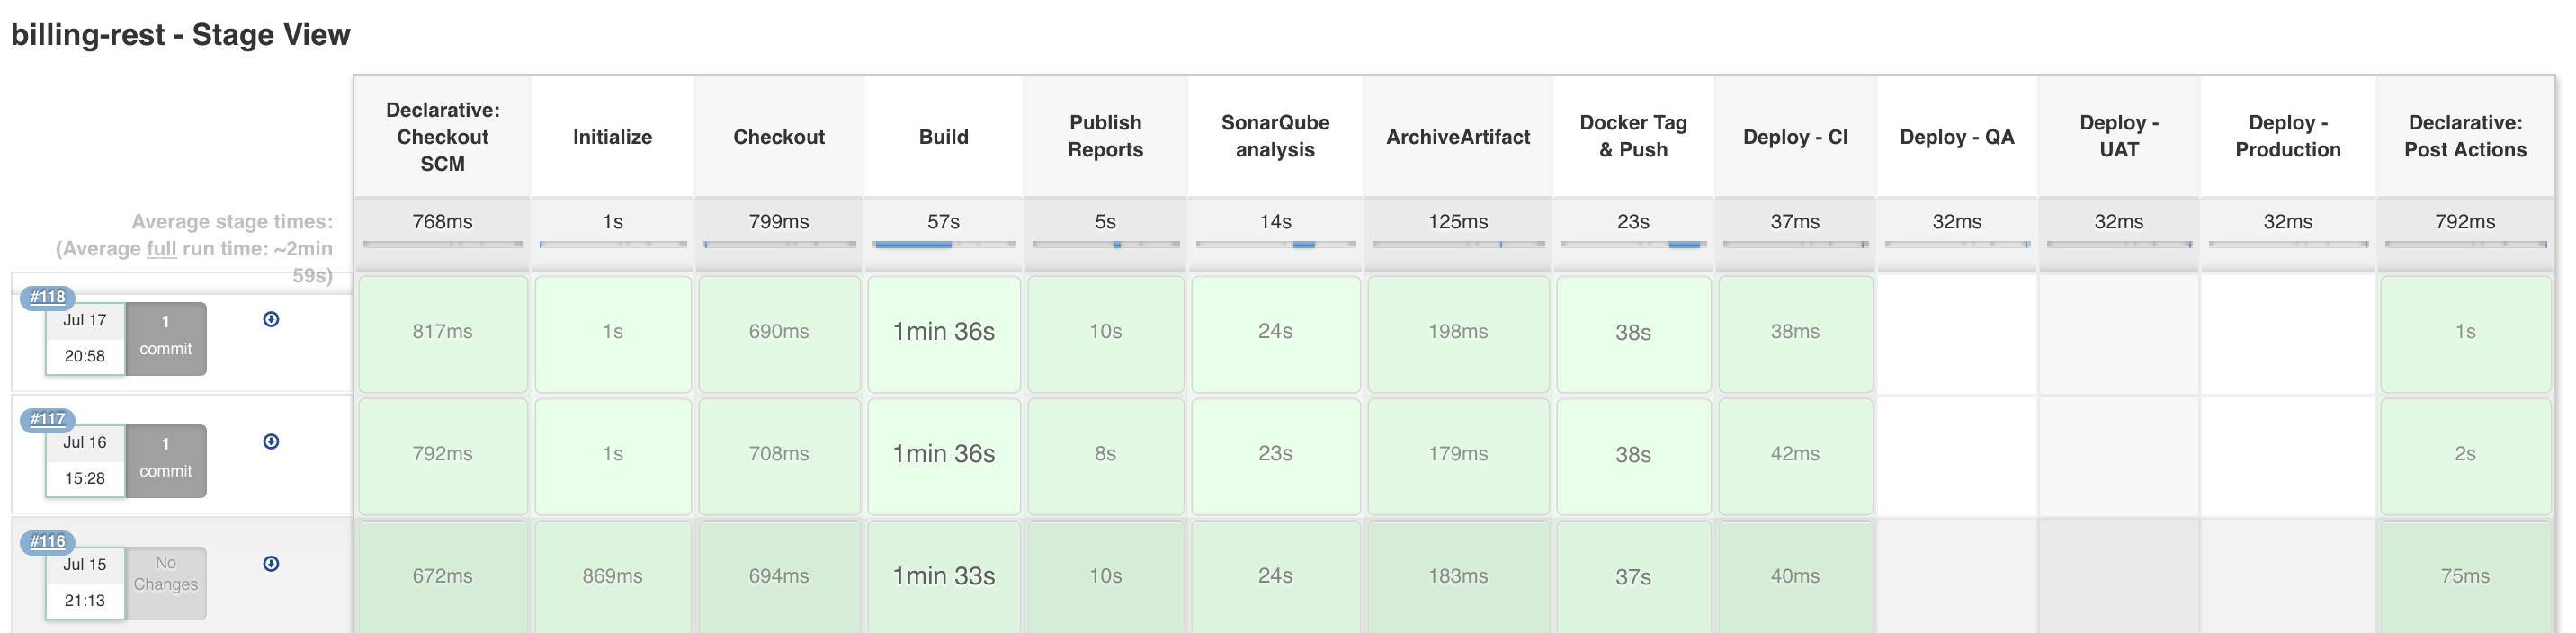 billing-rest - Stage View
Declarative:
Checkout
SCM
Initialize
Checkout
Build
Publish
Reports
SonarQube
analysis
ArchiveArtifact
Docker Tag
& Push
Deploy - CI
Deploy - QA
Deploy -
UAT
Deploy -
Production
Declarative:
Post Actions
Average stage times:
(Average full run time: ~2min
59s)
768ms
1s
799ms
57s
5s
14s
125ms
23s
37ms
32ms
32ms
32ms
792ms
#118
Jul 17
20:58
1
commit
817ms
1s
690ms
1min 36s
10s
24s
198ms
38s
38ms
1s
#117
Jul 16
15:28
1
commit
792ms
1s
708ms
1min 36s
8s
23s
179ms
38s
42ms
2s
#116
Jul 15
21:13
No
Changes
672ms
869ms
694ms
1min 33s
10s
24s
183ms
37s
40ms
75ms